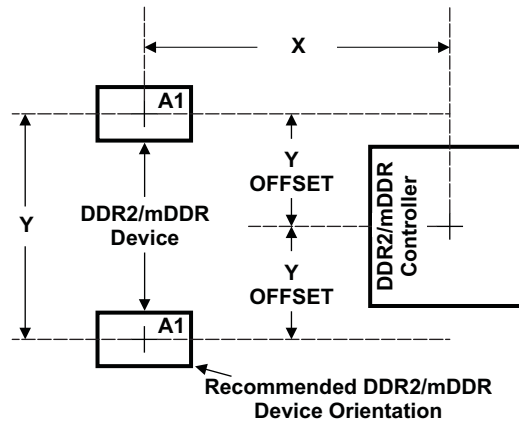 X
A1
Y
OFFSET
DDR2/mDDR
Controller
Y
DDR2/mDDR
Device
Y
OFFSET
A1
Recommended DDR2/mDDR
Device Orientation